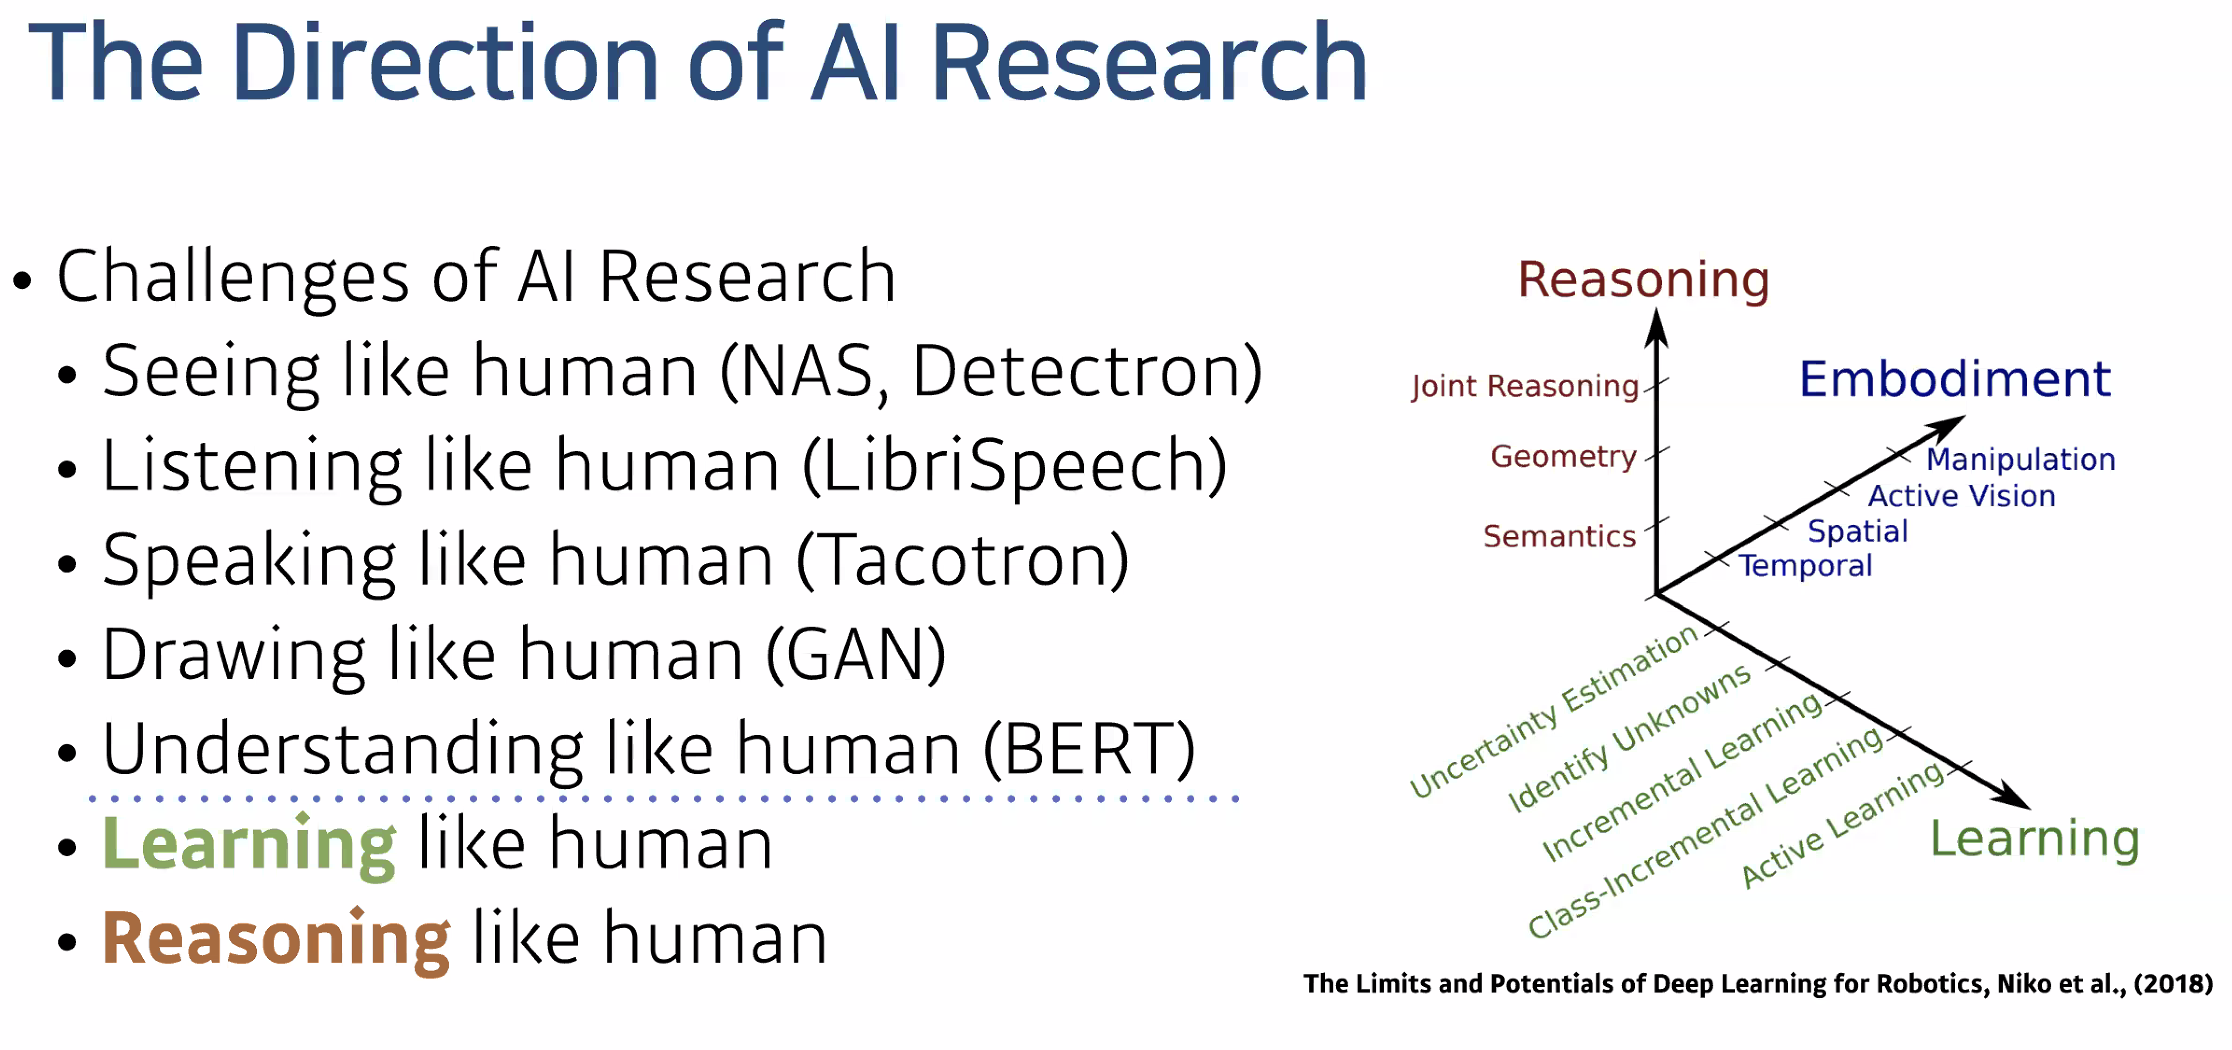 The Direction of AI Research
• Challenges of AI Research
• Seeing like human (NAS, Detectron)
• Listening like human (LibriSpeech)
• Speaking like human (Tacotron)
• Drawing like human (GAN)
• Understanding like human (BERT)
• Learning like human
• Reasoning like human
Reasoning
Joint Reasoning
Geometry
Semantics
Embodiment
Manipulation
Active Vision
Spatial
Temporal
Uncertainty Estimation
Identify Unknowns
Incremental Learning
Class-Incremental Learning
Active Learning
Learning
The Limits and Potentials of Deep Learning for Robotics, Niko et al., (2018)